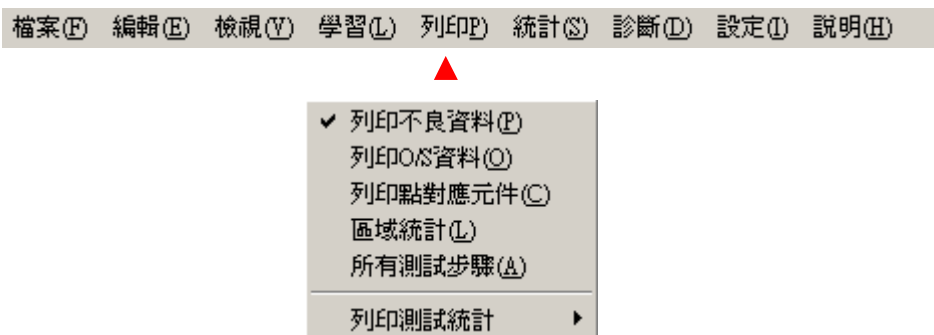 檔案(F) 編輯(E) 檢視(V) 學習(L) 列印P) 統計(S) 診斷(D) 設定(I) 說明(H)
列印不良資料(P)
列印O/S資料(O)
列印點對應元件(C)
區域統計(L)
所有測試步驟(A)
列印測試統計